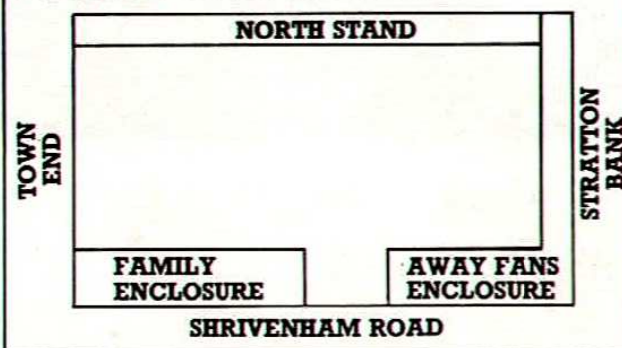 NORTH STAND
TOWN
END
STRATTON
BANK
FAMILY
ENCLOSURE
AWAY FANS
ENCLOSURE
SHRIVENHAM ROAD